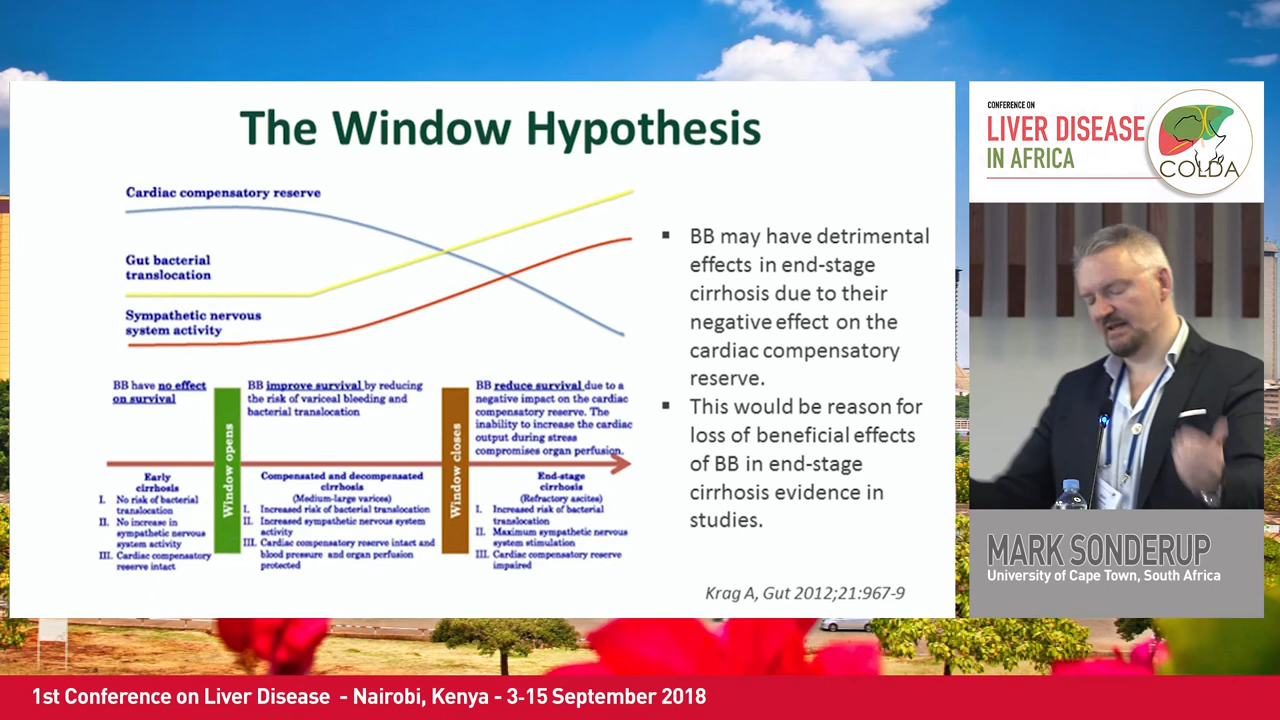 The Window Hypothesis
Cardiac compensatory reserve
Gut bacterial
translocation
Sympathetic nervous
system activity
BB have no effect
on survival
Window opens
BB improve survival by reducing
the risk of variceal bleeding and
bacterial translocation
Window closes
BB reduce survival due to a
negative impact on the cardiac
compensatory reserve. The
inability to increase the cardiac
output during stress
compromises organ perfusion.
Early
cirrhosis
I. No risk of bacterial
translocation
II. No increase in
sympathetic nervous
system activity
III. Cardiac compensatory
reserve intact
Compensated and decompensated
cirrhosis
(Medium-large varices)
I. Increased risk of bacterial translocation
II. Increased sympathetic nervous system
activity
III. Cardiac compensatory reserve intact and
blood pressure and organ perfusion
protected
End-stage
cirrhosis
(Refractory ascites)
I. Increased risk of bacterial
translocation
II. Maximum sympathetic nervous
system stimulation
III. Cardiac compensatory reserve
impaired
▪ BB may have detrimental
effects in end-stage
cirrhosis due to their
negative effect on the
cardiac compensatory
reserve.
▪ This would be reason for
loss of beneficial effects
of BB in end-stage
cirrhosis evidence in
studies.
Krag A, Gut 2012;21:967-9
CONFERENCE ON
LIVER DISEASE
IN AFRICA
COLDA
MARK SONDERUP
University of Cape Town, South Africa
1st Conference on Liver Disease - Nairobi, Kenya - 3-15 September 2018